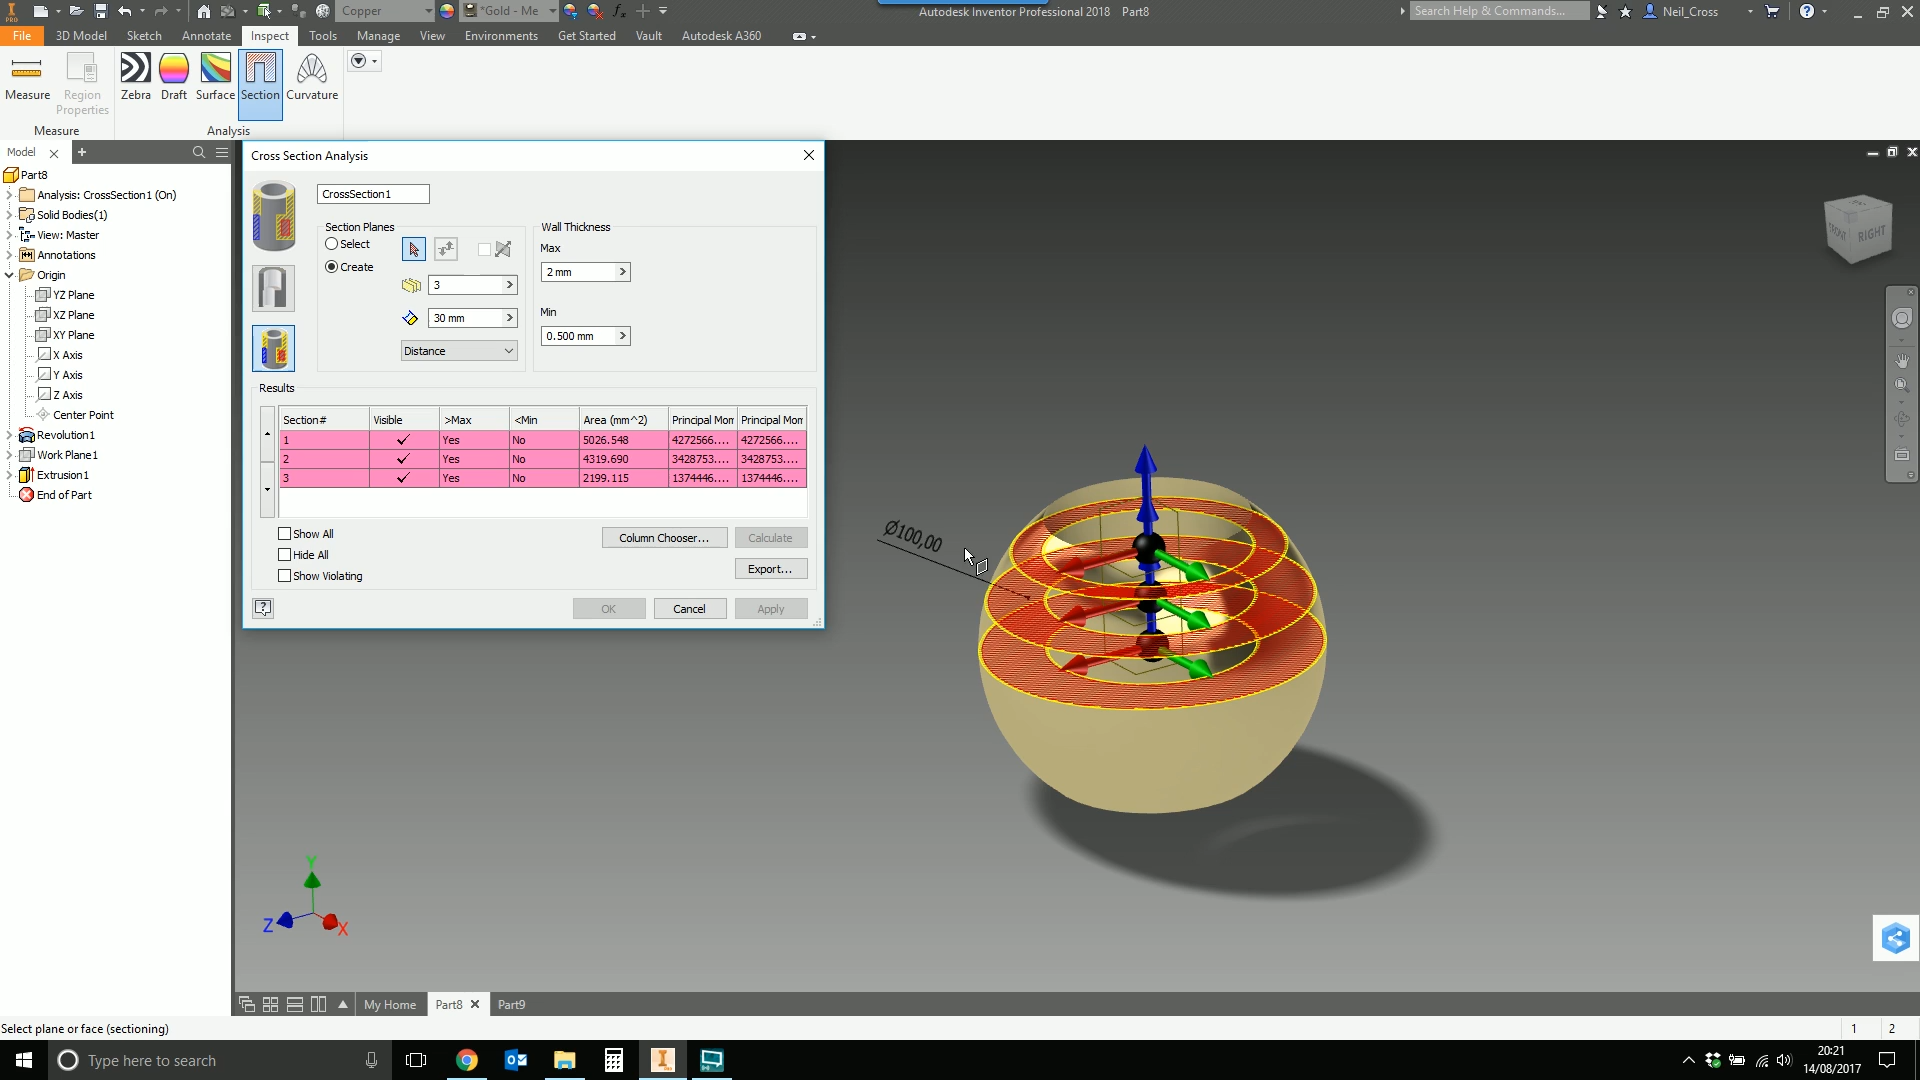 PRO
Copper
*Gold - Me
fx
Autodesk Inventor Professional 2018 Part8
Search Help & Commands...
Neil_Cross
File
3D Model
Sketch
Annotate
Inspect
Tools
Manage
View
Environments
Get Started
Vault
Autodesk A360
Measure
Region Properties
Zebra
Draft
Surface
Section
Curvature
Measure
Analysis
Model
Part8
Analysis: CrossSection1 (On)
Solid Bodies(1)
View: Master
Annotations
Origin
YZ Plane
XZ Plane
XY Plane
X Axis
Y Axis
Z Axis
Center Point
Revolution1
Work Plane1
Extrusion1
End of Part
Cross Section Analysis
CrossSection1
Section Planes
Select
Create
3
30 mm
Distance
Wall Thickness
Max
2 mm
Min
0.500 mm
Results
Section# Visible >Max <Min Area (mm^2) Principal Mom Principal Mom
1 Yes No 5026.548 4272566.... 4272566....
2 Yes No 4319.690 3428753.... 3428753....
3 Yes No 2199.115 1374446.... 1374446....
Show All
Hide All
Show Violating
Column Chooser...
Calculate
Export...
OK
Cancel
Apply
Ø100,00
FRONT
RIGHT
Y
Z
X
My Home
Part8
Part9
Select plane or face (sectioning)
1 2
Type here to search
20:21
14/08/2017